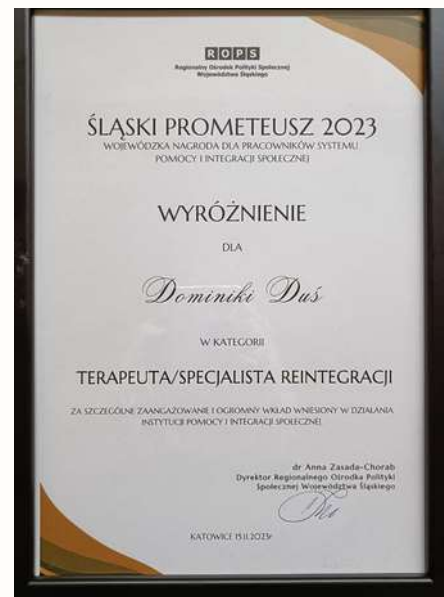 ROPS
Regionalny Ośrodek Polityki Społecznej
Województwa Śląskiego
ŚLĄSKI PROMETEUSZ 2023
WOJEWÓDZKA NAGRODA DLA PRACOWNIKÓW SYSTEMU
POMOCY I INTEGRACJI SPOŁECZNEJ
WYRÓŻNIENIE
DLA
Dominiki Duś
W KATEGORII
TERAPEUTA/SPECJALISTA REINTEGRACJI
ZA SZCZEGÓLNE ZAANGAŻOWANIE I OGROMNY WKŁAD WNIESIONY W DZIAŁANIA
INSTYTUCJI POMOCY I INTEGRACJI SPOŁECZNEJ
dr Anna Zasada-Chorab
Dyrektor Regionalnego Ośrodka Polityki
Społecznej Województwa Śląskiego
KATOWICE 15.11.2023r